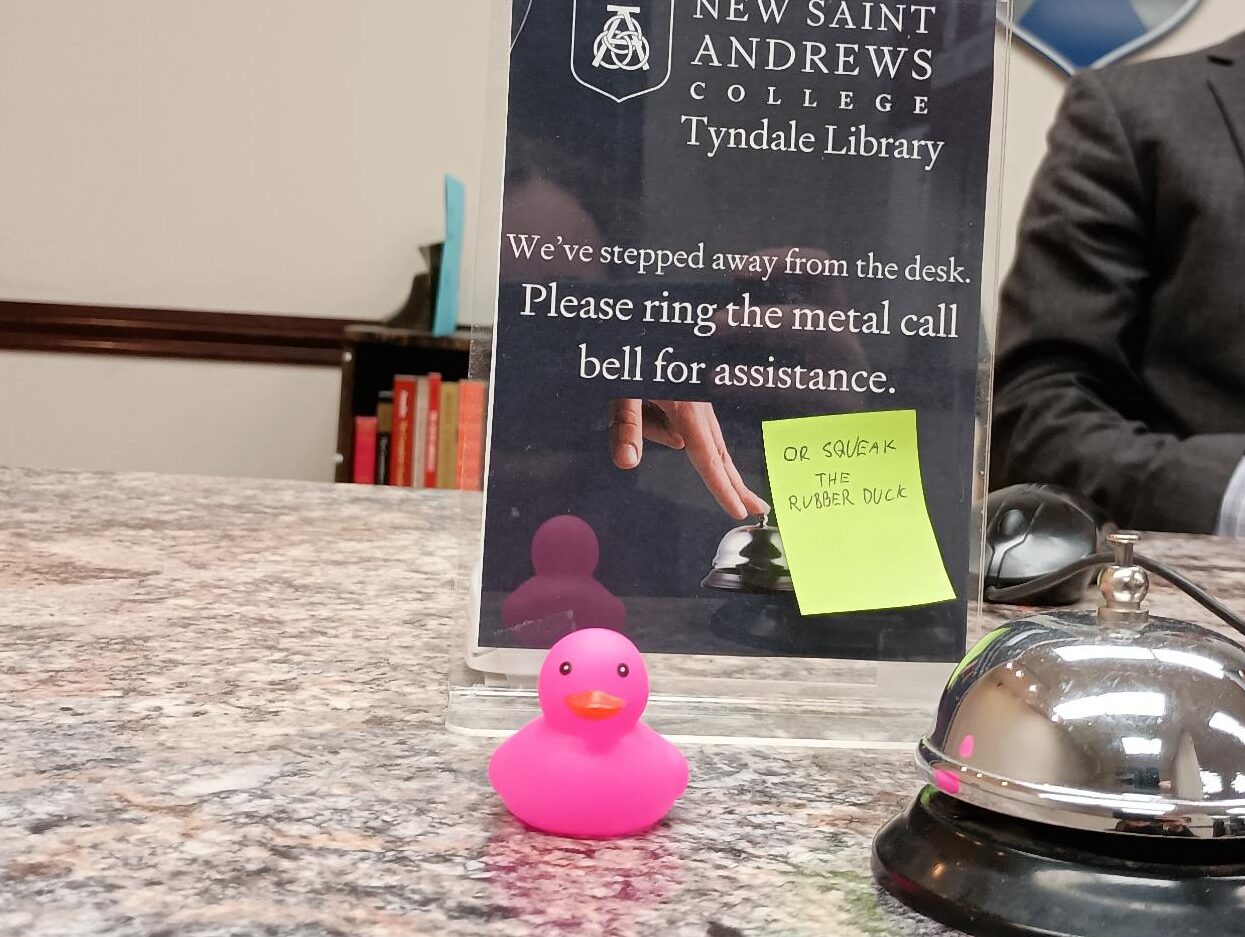 NEW SAINT
ANDREWS
COLLEGE
Tyndale Library
We've stepped away from the desk.
Please ring the metal call
bell for assistance.
OR SQUEAK
THE
RUBBER DUCK